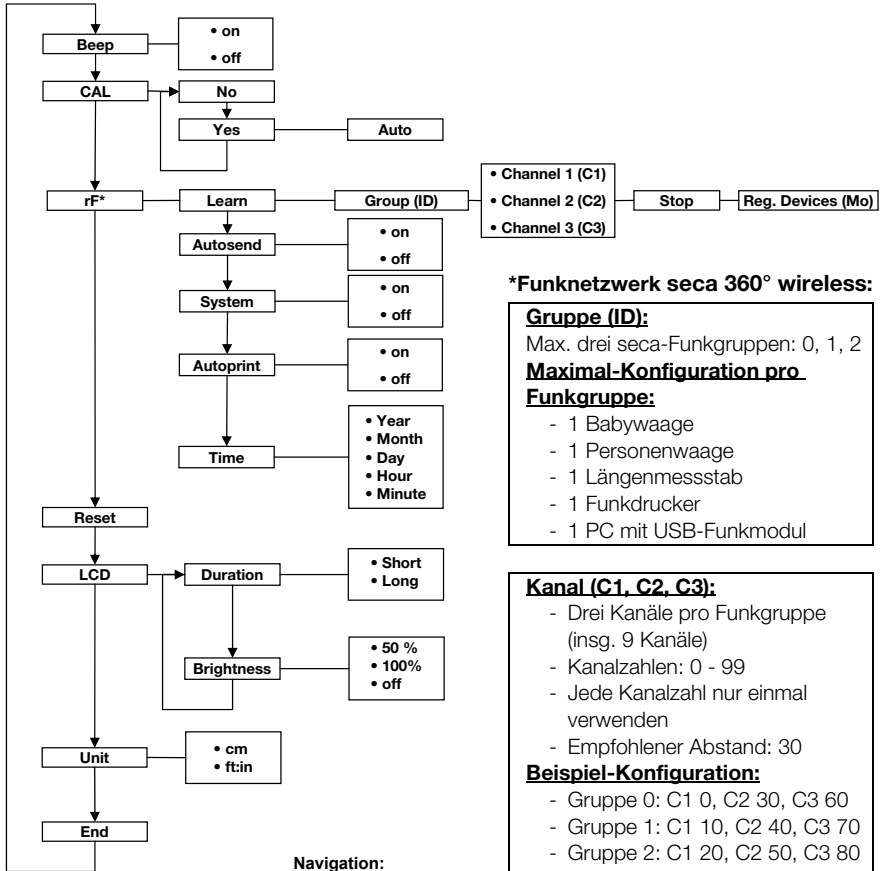 Beep
• on
• off
CAL
No
Yes
Auto
rF*
Learn
Group (ID)
• Channel 1 (C1)
• Channel 2 (C2)
• Channel 3 (C3)
Stop
Reg. Devices (Mo)
Autosend
• on
• off
System
• on
• off
Autoprint
• on
• off
Time
• Year
• Month
• Day
• Hour
• Minute
Reset
LCD
Duration
• Short
• Long
Brightness
• 50 %
• 100%
• off
Unit
• cm
• ft:in
End
Navigation:
*Funknetzwerk seca 360° wireless:
Gruppe (ID):
Max. drei seca-Funkgruppen: 0, 1, 2
Maximal-Konfiguration pro
Funkgruppe:
- 1 Babywaage
- 1 Personenwaage
- 1 Längenmessstab
- 1 Funkdrucker
- 1 PC mit USB-Funkmodul
Kanal (C1, C2, C3):
- Drei Kanäle pro Funkgruppe
(insg. 9 Kanäle)
- Kanalzahlen: 0 - 99
- Jede Kanalzahl nur einmal
verwenden
- Empfohlener Abstand: 30
Beispiel-Konfiguration:
- Gruppe 0: C1 0, C2 30, C3 60
- Gruppe 1: C1 10, C2 40, C3 70
- Gruppe 2: C1 20, C2 50, C3 80